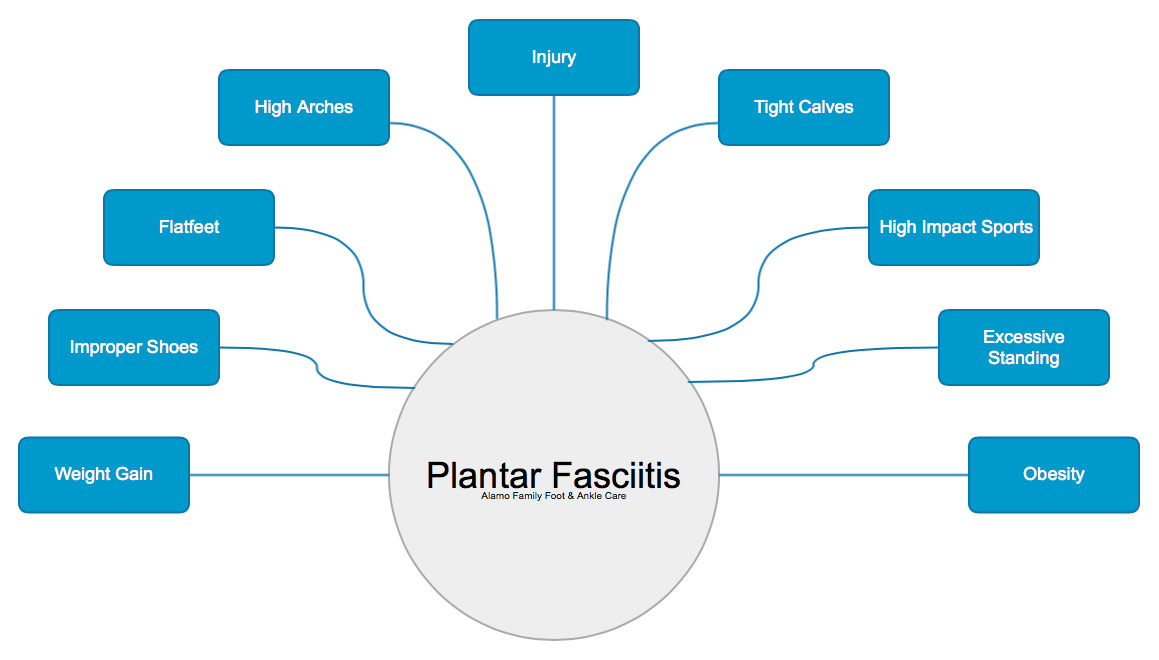 Injury
High Arches
Tight Calves
Flatfeet
High Impact Sports
Improper Shoes
Excessive
Standing
Weight Gain
Plantar Fasciitis
Alamo Family Foot & Ankle Care
Obesity